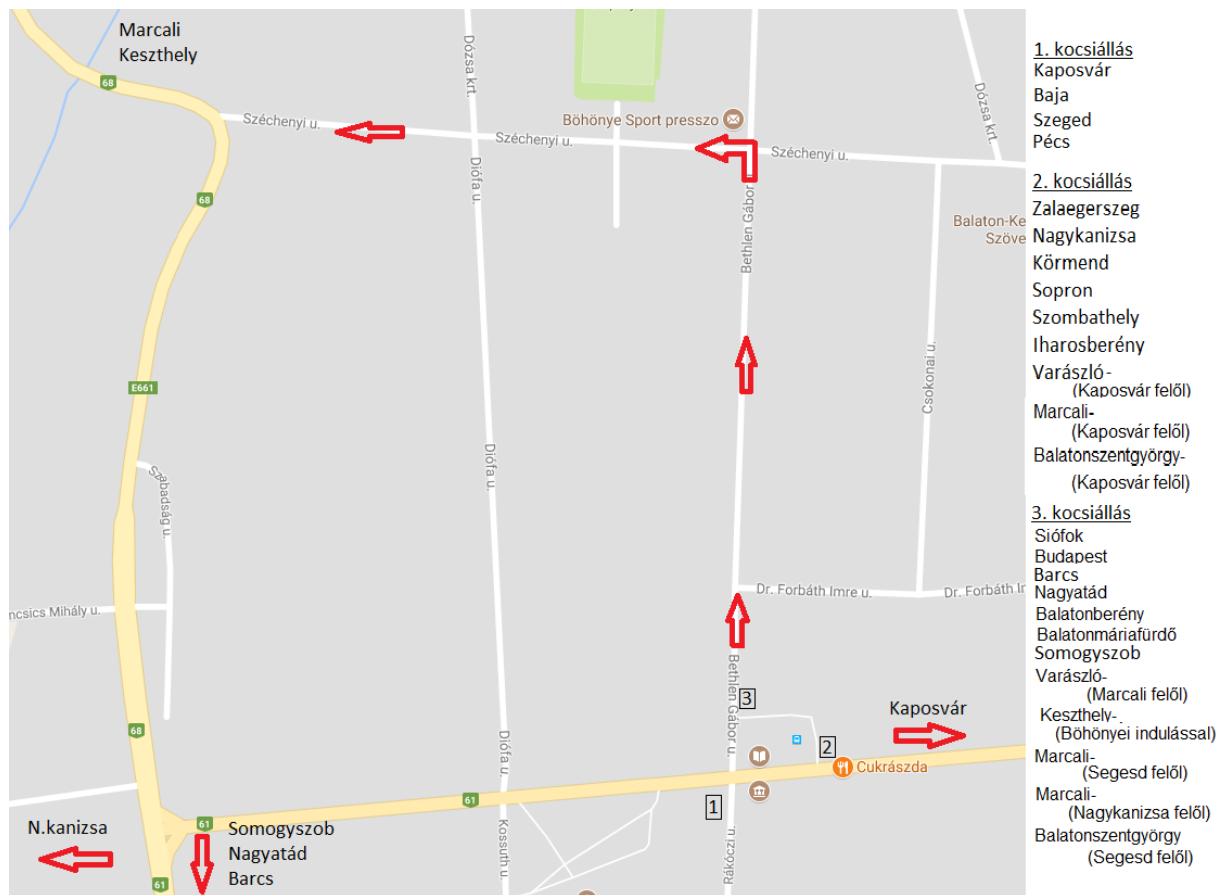 Marcali
Keszthely
68
Széchenyi u.
Dózsa krt.
Böhönye Sport presszo
Széchenyi u.
Széchenyi u.
Dózsa krt.
Diófa u.
68
Bethlen Gábor u.
Balaton-Ke
Szöve
E661
Csokonai u.
Diófa u.
abadság u.
ncsics Mihály u.
Dr. Forbáth Imre u.
Dr. Forbáth Im
Bethlen Gábor u.
3
Kaposvár
68
Diófa u.
2
Cukrászda
61
1
N.kanizsa
61
Somogyszob
Nagyatád
Barcs
Kossuth u
Rákóczi u.
61
1. kocsiállás
Kaposvár
Baja
Szeged
Pécs
2. kocsiállás
Zalaegerszeg
Nagykanizsa
Körmend
Sopron
Szombathely
Iharosberény
Varászló-
(Kaposvár felől)
Marcali-
(Kaposvár felől)
Balatonszentgyörgy-
(Kaposvár felől)
3. kocsiállás
Siófok
Budapest
Barcs
Nagyatád
Balatonberény
Balatonmáriafürdő
Somogyszob
Varászló-
(Marcali felől)
Keszthely-
(Böhönyei indulással)
Marcali-
(Segesd felől)
Marcali-
(Nagykanizsa felől)
Balatonszentgyörgy
(Segesd felől)